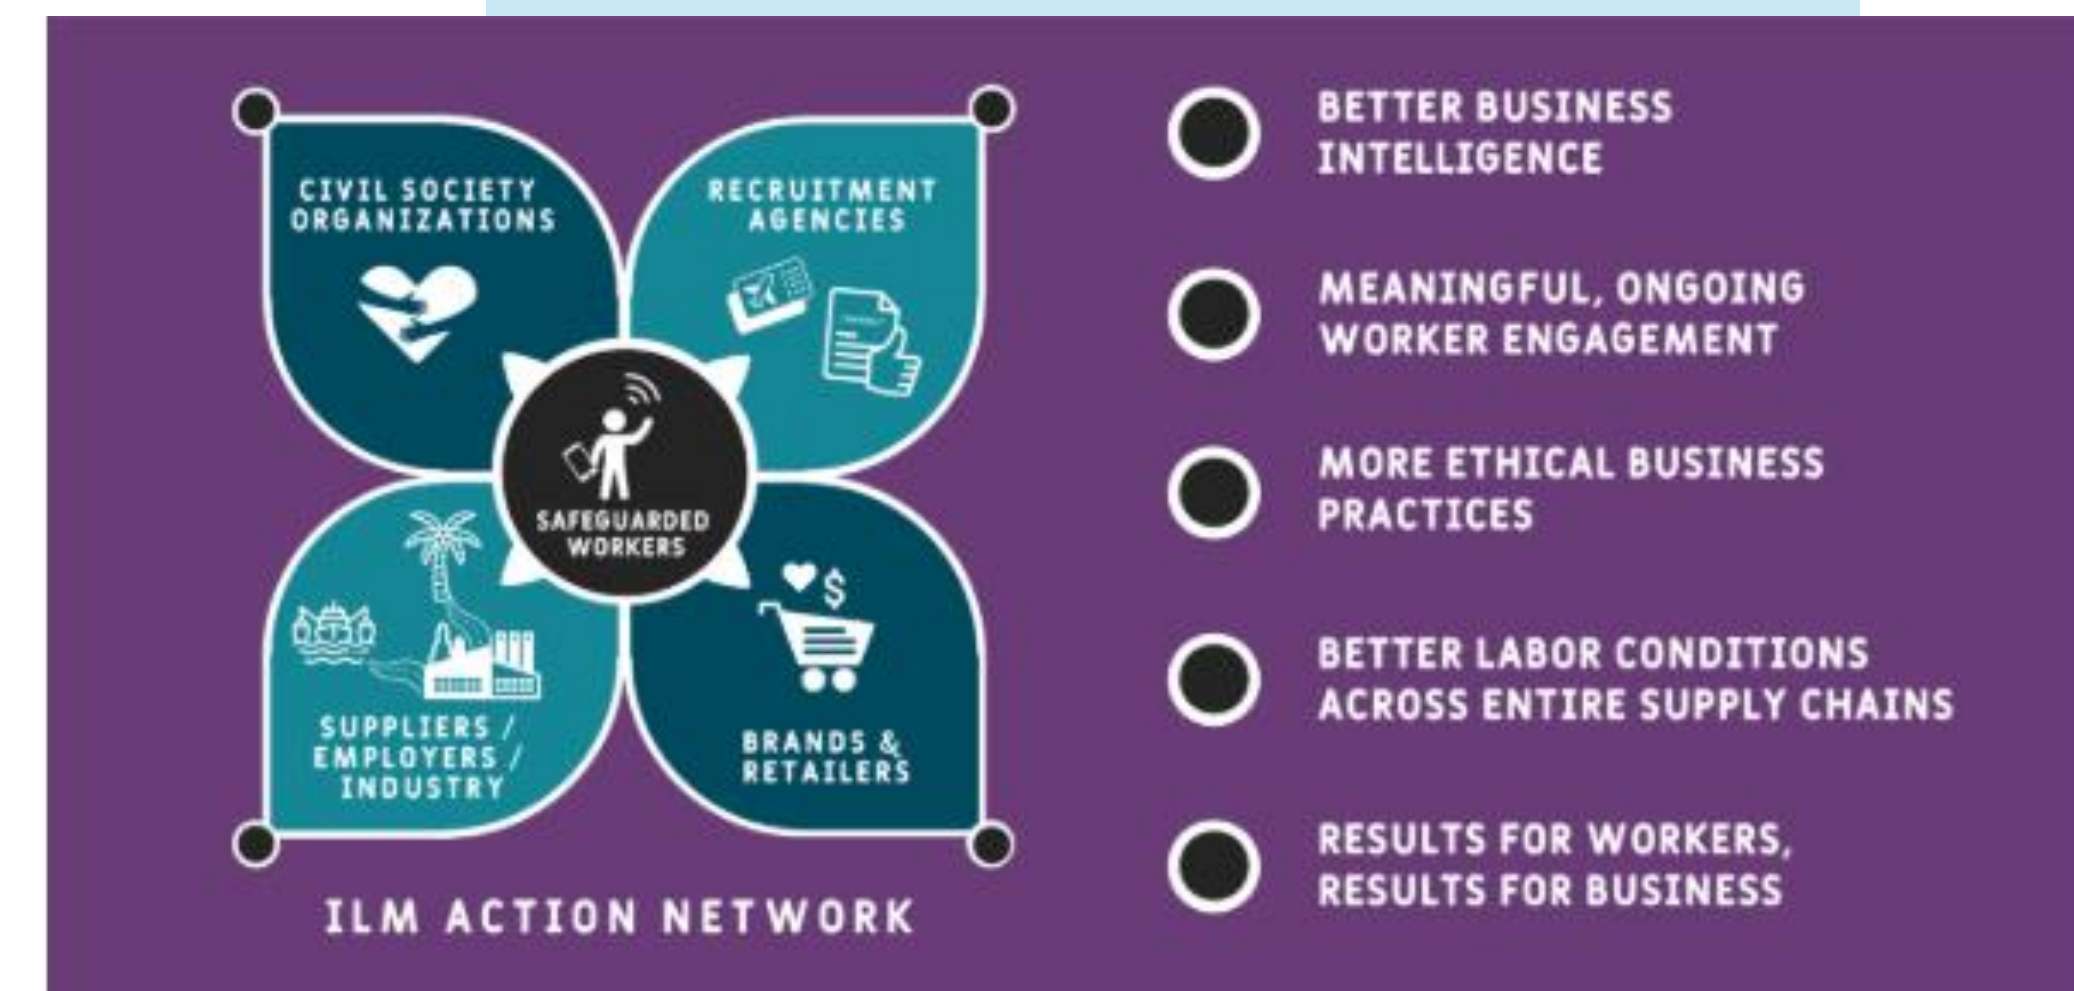 CIVIL SOCIETY
ORGANIZATIONS
RECRUITMENT
AGENCIES
SAFEGUARDED
WORKERS
SUPPLIERS /
EMPLOYERS /
INDUSTRY
$
BRANDS &
RETAILERS
ILM ACTION NETWORK
BETTER BUSINESS
INTELLIGENCE
MEANINGFUL, ONGOING
WORKER ENGAGEMENT
MORE ETHICAL BUSINESS
PRACTICES
BETTER LABOR CONDITIONS
ACROSS ENTIRE SUPPLY CHAINS
RESULTS FOR WORKERS,
RESULTS FOR BUSINESS